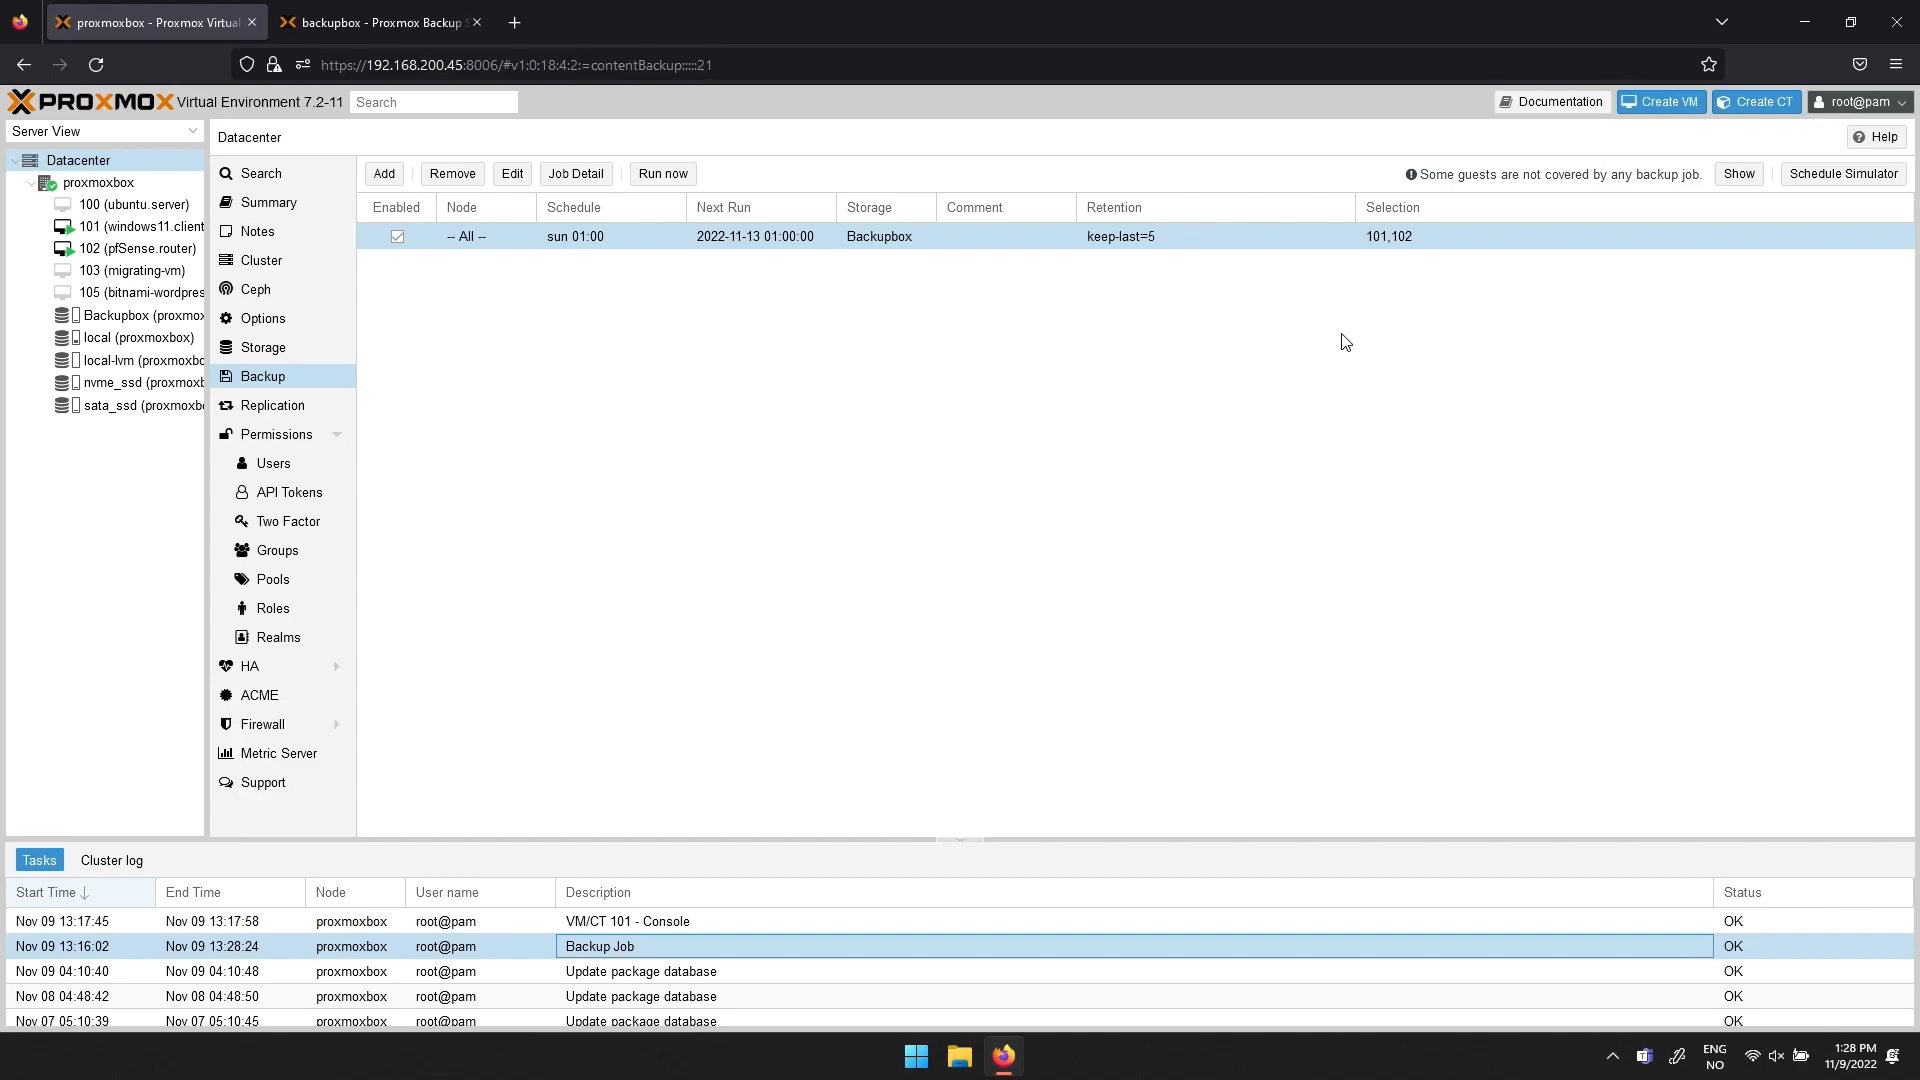 proxmoxbox - Proxmox Virtual
backupbox - Proxmox Backup S
https://192.168.200.45:8006/#v1:0:18:4:2:=contentBackup:::::21
PROXMOX Virtual Environment 7.2-11 Search
Documentation
Create VM
Create CT
root@pam
Server View
Datacenter
proxmoxbox
100 (ubuntu.server)
101 (windows11.client
102 (pfSense.router)
103 (migrating-vm)
105 (bitnami-wordpres
Backupbox (proxmox
local (proxmoxbox)
local-lvm (proxmoxbo
nvme_ssd (proxmoxb
sata_ssd (proxmoxbo
Datacenter
Help
Search
Summary
Notes
Cluster
Ceph
Options
Storage
Backup
Replication
Permissions
Users
API Tokens
Two Factor
Groups
Pools
Roles
Realms
HA
ACME
Firewall
Metric Server
Support
Add Remove Edit Job Detail Run now
Some guests are not covered by any backup job. Show Schedule Simulator
Enabled Node Schedule Next Run Storage Comment Retention Selection
-- All -- sun 01:00 2022-11-13 01:00:00 Backupbox keep-last=5 101,102
Tasks Cluster log
Start Time End Time Node User name Description Status
Nov 09 13:17:45 Nov 09 13:17:58 proxmoxbox root@pam VM/CT 101 - Console OK
Nov 09 13:16:02 Nov 09 13:28:24 proxmoxbox root@pam Backup Job OK
Nov 09 04:10:40 Nov 09 04:10:48 proxmoxbox root@pam Update package database OK
Nov 08 04:48:42 Nov 08 04:48:50 proxmoxbox root@pam Update package database OK
Nov 07 05:10:39 Nov 07 05:10:45 proxmoxbox root@pam Update package database OK
ENG
NO
1:28 PM
11/9/2022